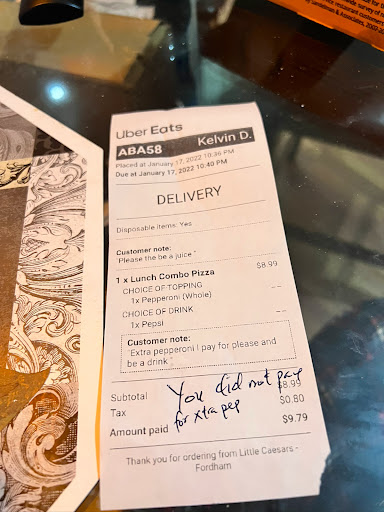 Uber Eats
ABA58 Kelvin D.
Placed at January 17, 2022 10:36 PM
Due at January 17, 2022 10:40 PM
DELIVERY
Disposable items: Yes
Customer note:
"Please the be a juice "
1 x Lunch Combo Pizza $8.99
CHOICE OF TOPPING --
1x Pepperoni (Whole)
CHOICE OF DRINK --
1x Pepsi
Customer note:
"Extra pepperoni I pay for please and
be a drink "
Subtotal $8.99
You did not pay
for xtra pep
Tax $0.80
Amount paid $9.79
Thank you for ordering from Little Caesars -
Fordham